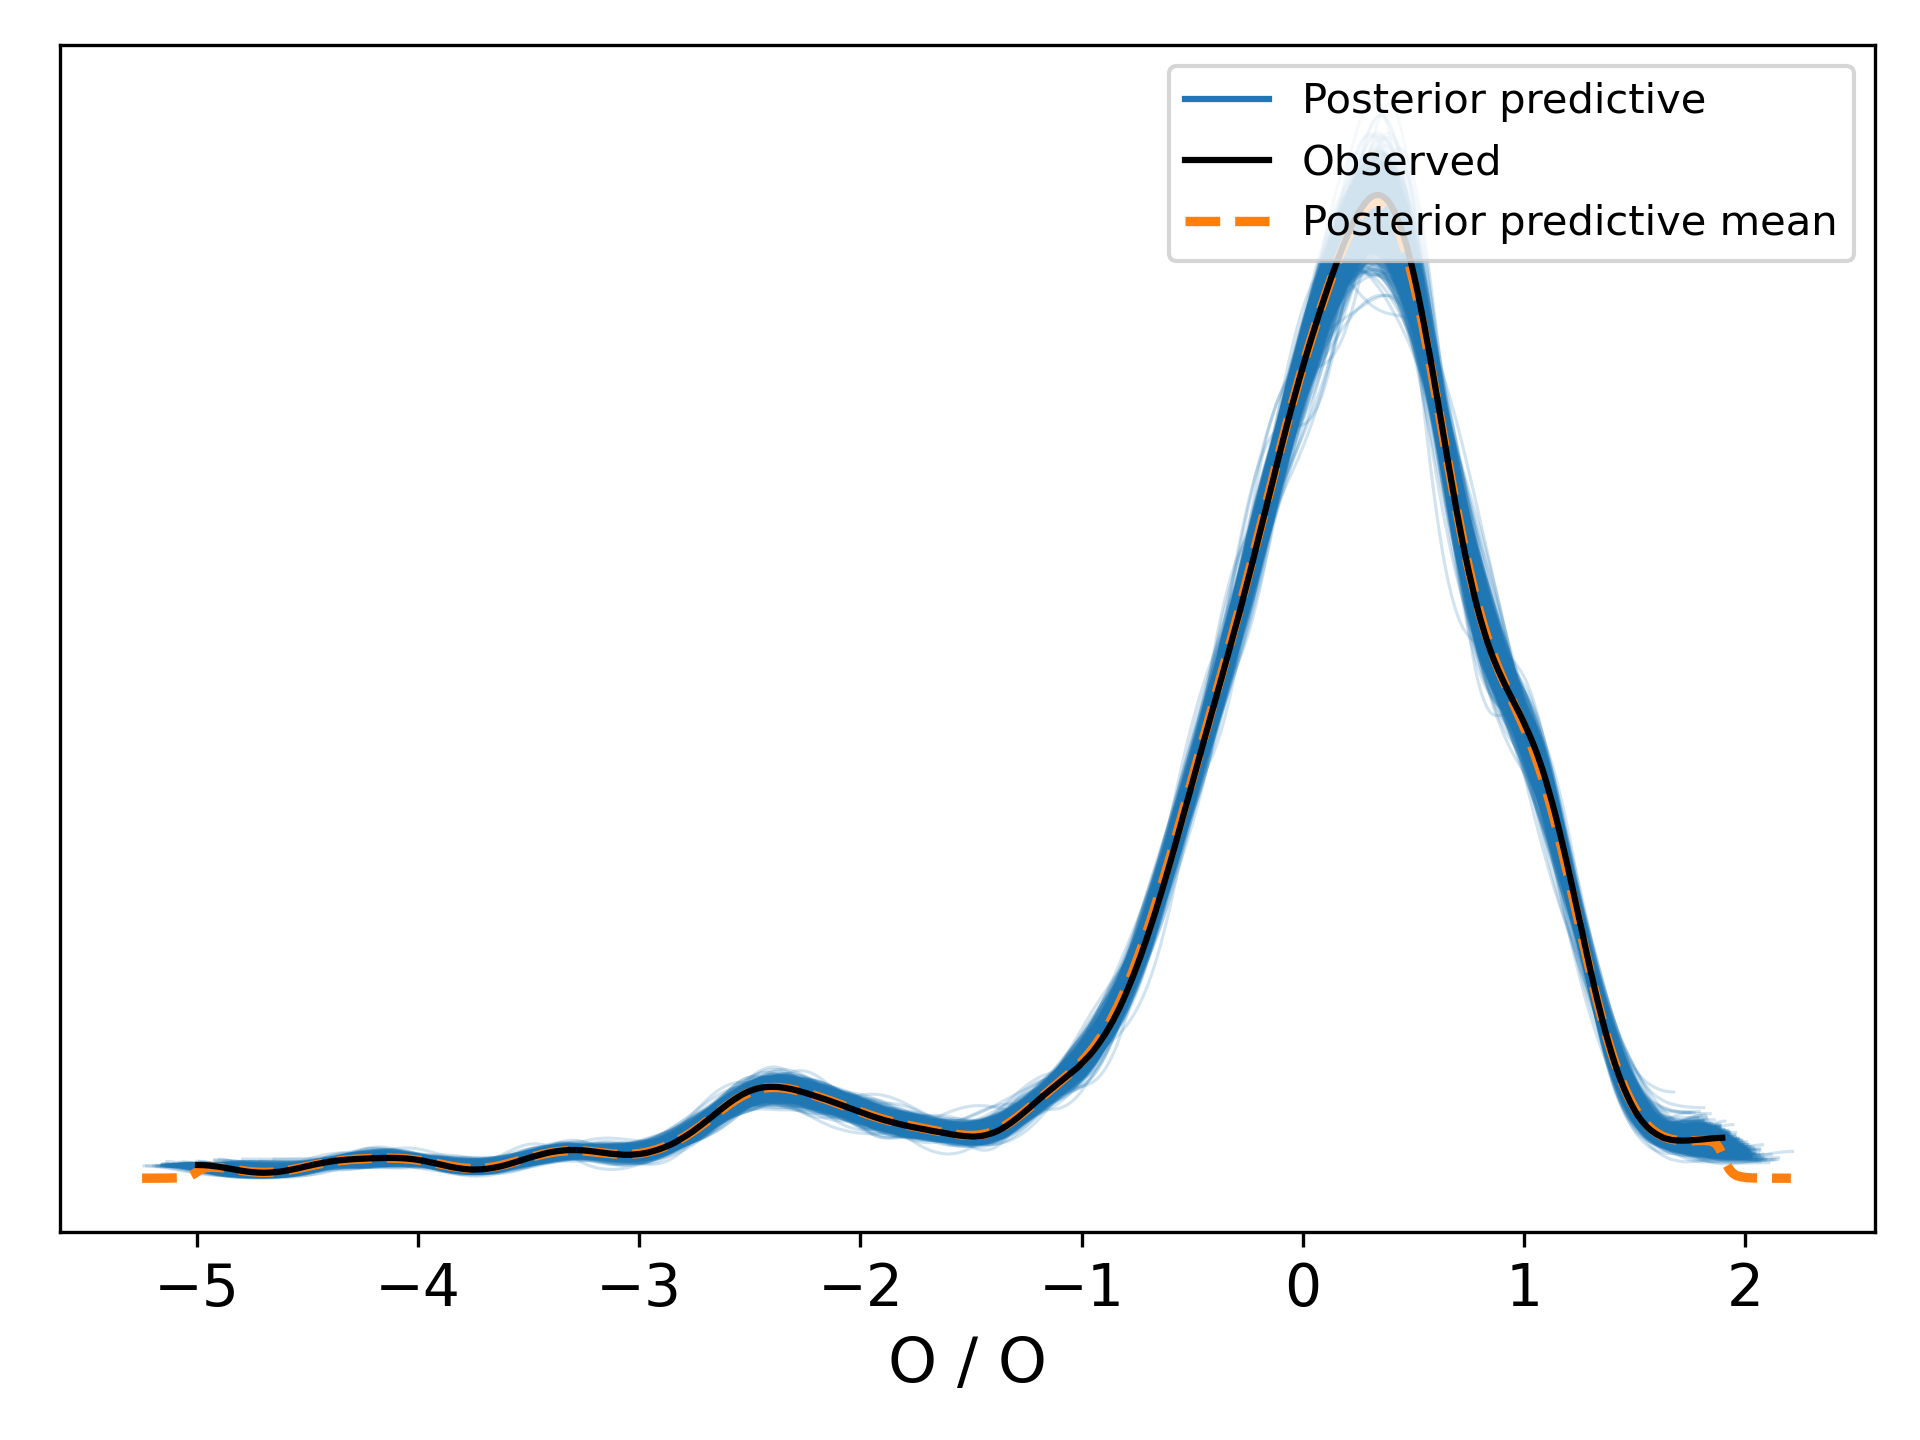 Posterior predictive
Observed
Posterior predictive mean
−5 −4 −3 −2 −1 0 1 2
O / O